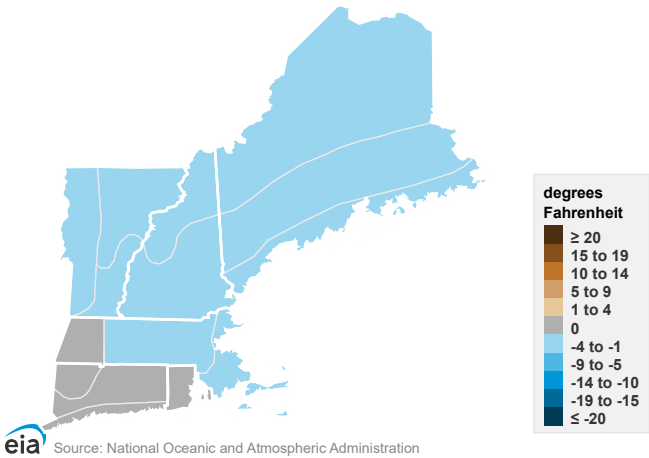 degrees
Fahrenheit
≥ 20
15 to 19
10 to 14
5 to 9
1 to 4
0
-4 to -1
-9 to -5
-14 to -10
-19 to -15
≤ -20
eia
Source: National Oceanic and Atmospheric Administration